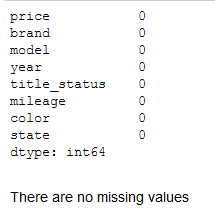 price 0
brand 0
model 0
year 0
title_status 0
mileage 0
color 0
state 0
dtype: int64
There are no missing values